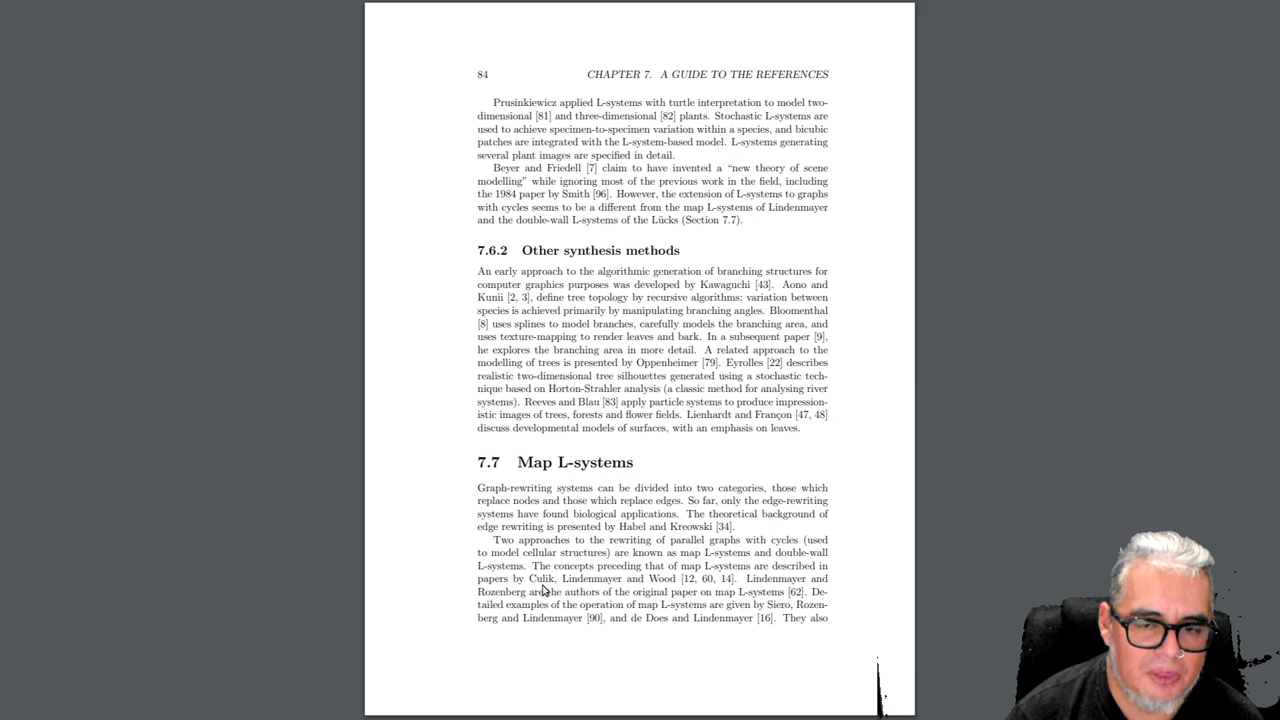 84 CHAPTER 7. A GUIDE TO THE REFERENCES
Prusinkiewicz applied L-systems with turtle interpretation to model two-
dimensional [81] and three-dimensional [82] plants. Stochastic L-systems are
used to achieve specimen-to-specimen variation within a species, and bicubic
patches are integrated with the L-system-based model. L-systems generating
several plant images are specified in detail.
Beyer and Friedell [7] claim to have invented a “new theory of scene
modelling” while ignoring most of the previous work in the field, including
the 1984 paper by Smith [96]. However, the extension of L-systems to graphs
with cycles seems to be a different from the map L-systems of Lindenmayer
and the double-wall L-systems of the Lücks (Section 7.7).
7.6.2 Other synthesis methods
An early approach to the algorithmic generation of branching structures for
computer graphics purposes was developed by Kawaguchi [43]. Aono and
Kunii [2, 3], define tree topology by recursive algorithms; variation between
species is achieved primarily by manipulating branching angles. Bloomenthal
[8] uses splines to model branches, carefully models the branching area, and
uses texture-mapping to render leaves and bark. In a subsequent paper [9],
he explores the branching area in more detail. A related approach to the
modelling of trees is presented by Oppenheimer [79]. Eyrolles [22] describes
realistic two-dimensional tree silhouettes generated using a stochastic tech-
nique based on Horton-Strahler analysis (a classic method for analysing river
systems). Reeves and Blau [83] apply particle systems to produce impression-
istic images of trees, forests and flower fields. Lienhardt and Françon [47, 48]
discuss developmental models of surfaces, with an emphasis on leaves.
7.7 Map L-systems
Graph-rewriting systems can be divided into two categories, those which
replace nodes and those which replace edges. So far, only the edge-rewriting
systems have found biological applications. The theoretical background of
edge rewriting is presented by Habel and Kreowski [34].
Two approaches to the rewriting of parallel graphs with cycles (used
to model cellular structures) are known as map L-systems and double-wall
L-systems. The concepts preceding that of map L-systems are described in
papers by Culik, Lindenmayer and Wood [12, 60, 14]. Lindenmayer and
Rozenberg are the authors of the original paper on map L-systems [62]. De-
tailed examples of the operation of map L-systems are given by Siero, Rozen-
berg and Lindenmayer [90], and de Does and Lindenmayer [16]. They also